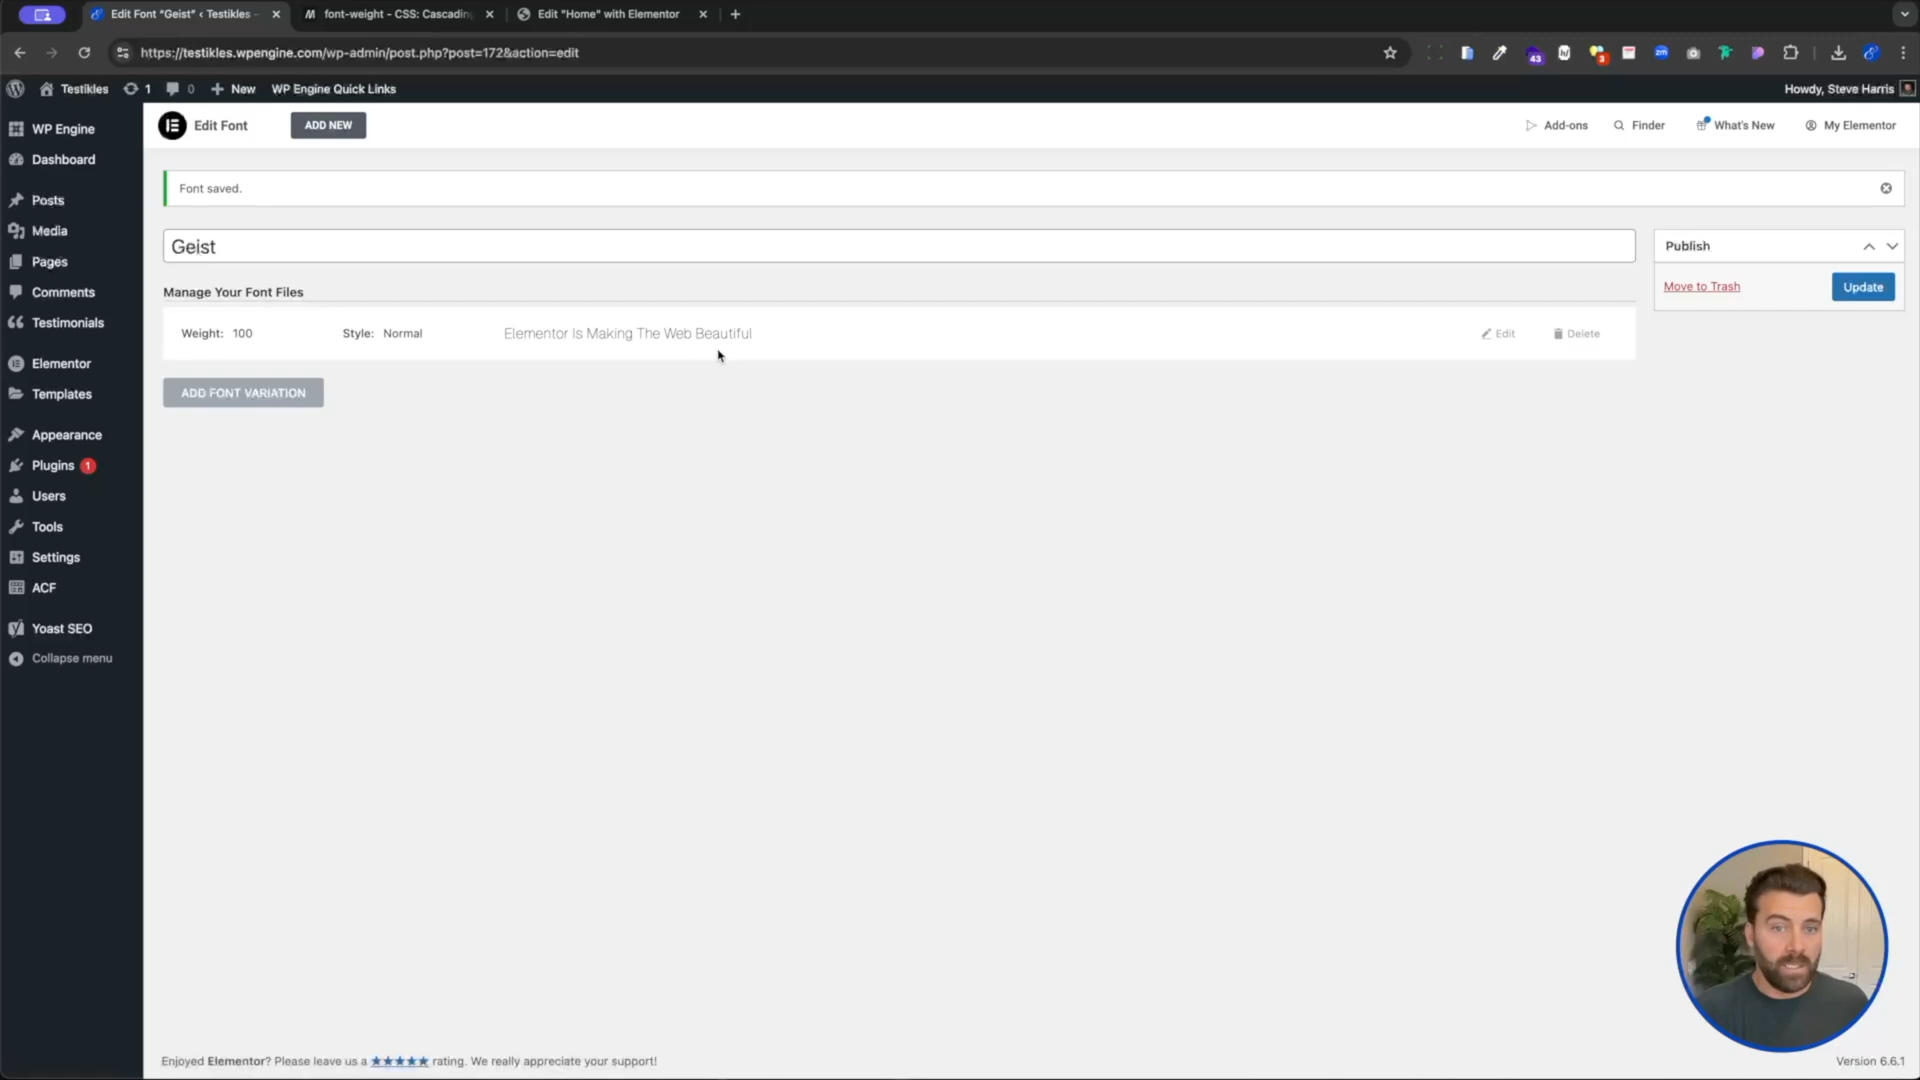 Edit Font “Geist” ‹ Testikles –
font-weight - CSS: Cascadin
Edit "Home" with Elementor
https://testikles.wpengine.com/wp-admin/post.php?post=172&action=edit
43
3
zm
Testikles
1
0
New
WP Engine Quick Links
Howdy, Steve Harris
WP Engine
Dashboard
Posts
Media
Pages
Comments
Testimonials
Elementor
Templates
Appearance
Plugins 1
Users
Tools
Settings
ACF
Yoast SEO
Collapse menu
Edit Font
ADD NEW
Add-ons
Finder
What's New
My Elementor
Font saved.
Geist
Manage Your Font Files
Weight: 100
Style: Normal
Elementor Is Making The Web Beautiful
Edit
Delete
ADD FONT VARIATION
Publish
Move to Trash
Update
Enjoyed Elementor? Please leave us a ★★★★★ rating. We really appreciate your support!
Version 6.6.1